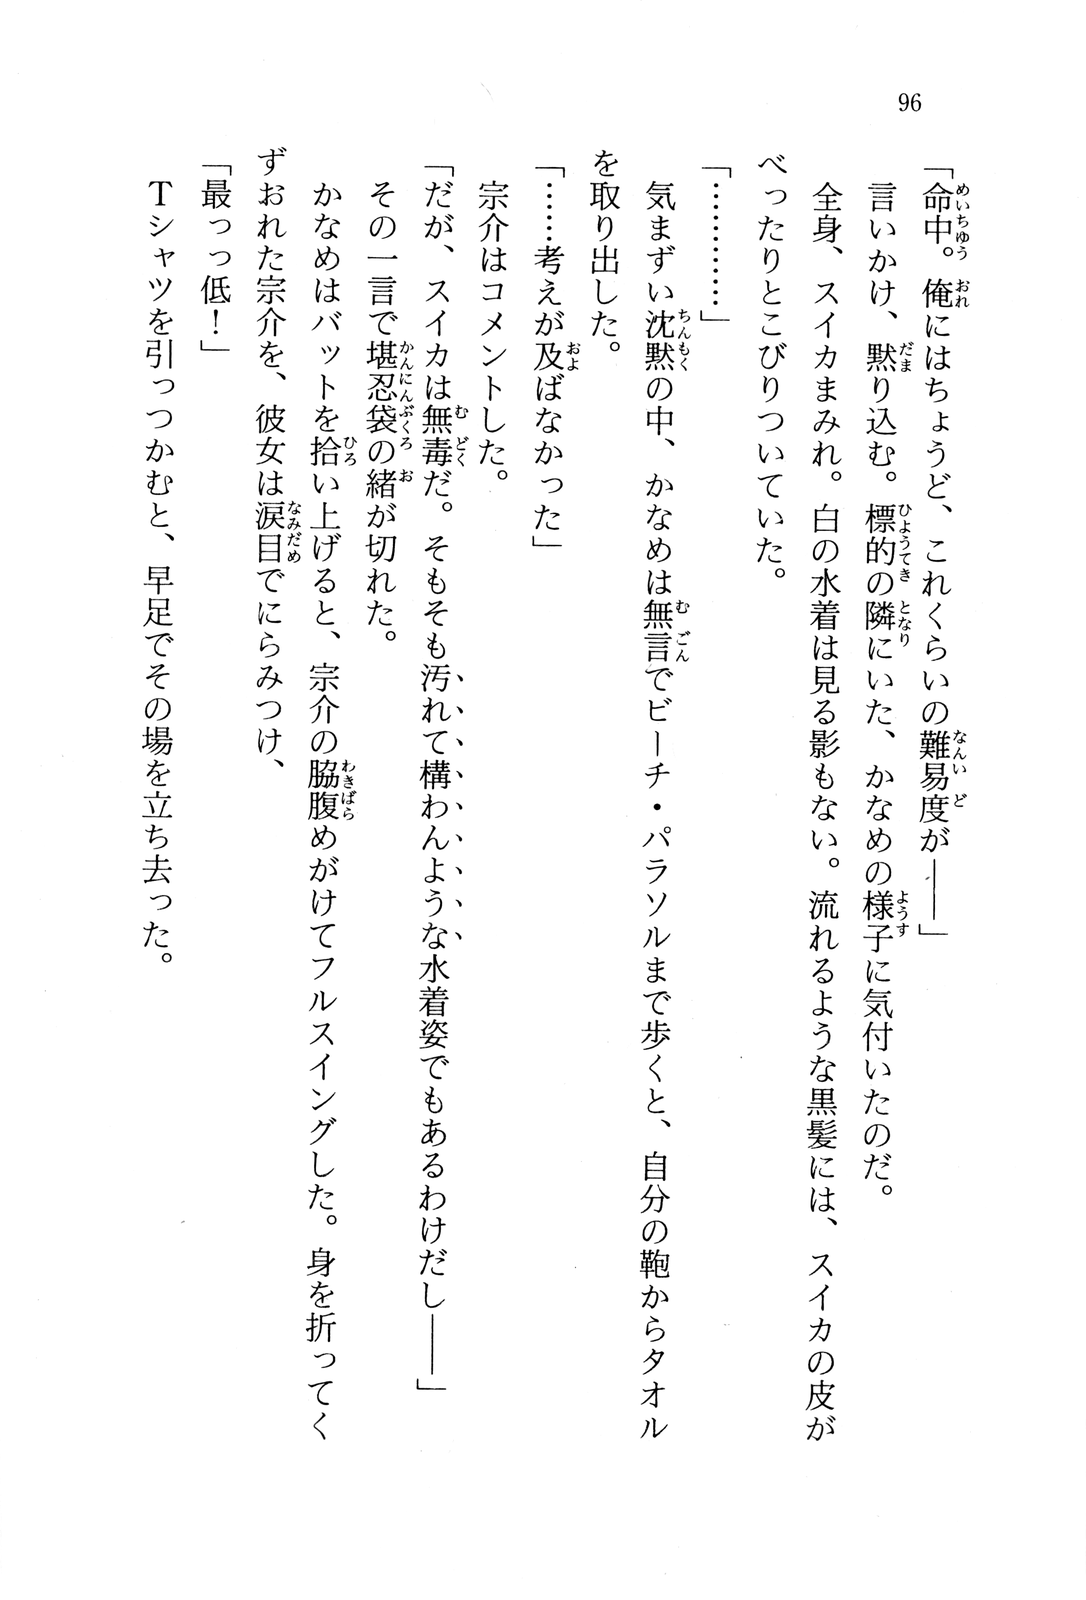 96
「命中。俺にはちょうど、これくらいの難易度が――」
言いかけ、黙り込む。標的の隣にいた、かなめの様子に気付いたのだ。
全身、スイカまみれ。白の水着は見る影もない。流れるような黒髪には、スイカの皮が
べったりとこびりついていた。
「…………」
気まずい沈黙の中、かなめは無言でビーチ・パラソルまで歩くと、自分の鞄からタオル
を取り出した。
「……考えが及ばなかった」
宗介はコメントした。
「だが、スイカは無毒だ。そもそも汚れて構わんような水着姿でもあるわけだし――」
その一言で堪忍袋の緒が切れた。
かなめはバットを拾い上げると、宗介の脇腹めがけてフルスイングした。身を折ってく
ずおれた宗介を、彼女は涙目でにらみつけ、
「最っっ低！」
Tシャツを引っつかむと、早足でその場を立ち去った。